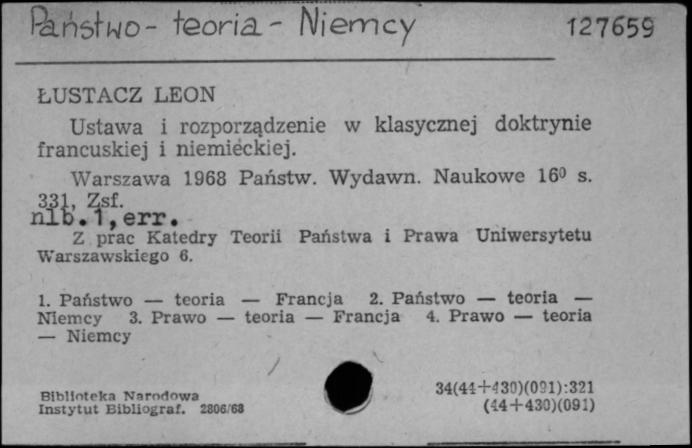 Państwo - teoria - Niemcy 127659
ŁUSTACZ LEON
Ustawa i rozporządzenie w klasycznej doktrynie
francuskiej i niemieckiej.
Warszawa 1968 Państw. Wydawn. Naukowe 16⁰ s.
331, Zsf.
nlb.1, err.
Z prac Katedry Teorii Państwa i Prawa Uniwersytetu
Warszawskiego 6.
1. Państwo — teoria — Francja 2. Państwo — teoria —
Niemcy 3. Prawo — teoria — Francja 4. Prawo — teoria
— Niemcy
Biblioteka Narodowa
Instytut Bibliograf. 2806/68
34(44+430)(091):321
(44+430)(091)